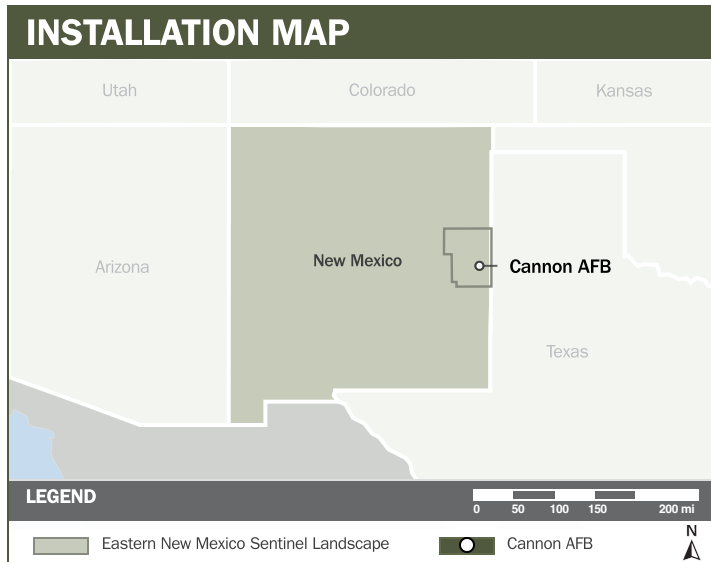 INSTALLATION MAP
Utah
Colorado
Kansas
Arizona
New Mexico
Cannon AFB
Texas
LEGEND
0 50 100 150 200 mi
Eastern New Mexico Sentinel Landscape
Cannon AFB
N